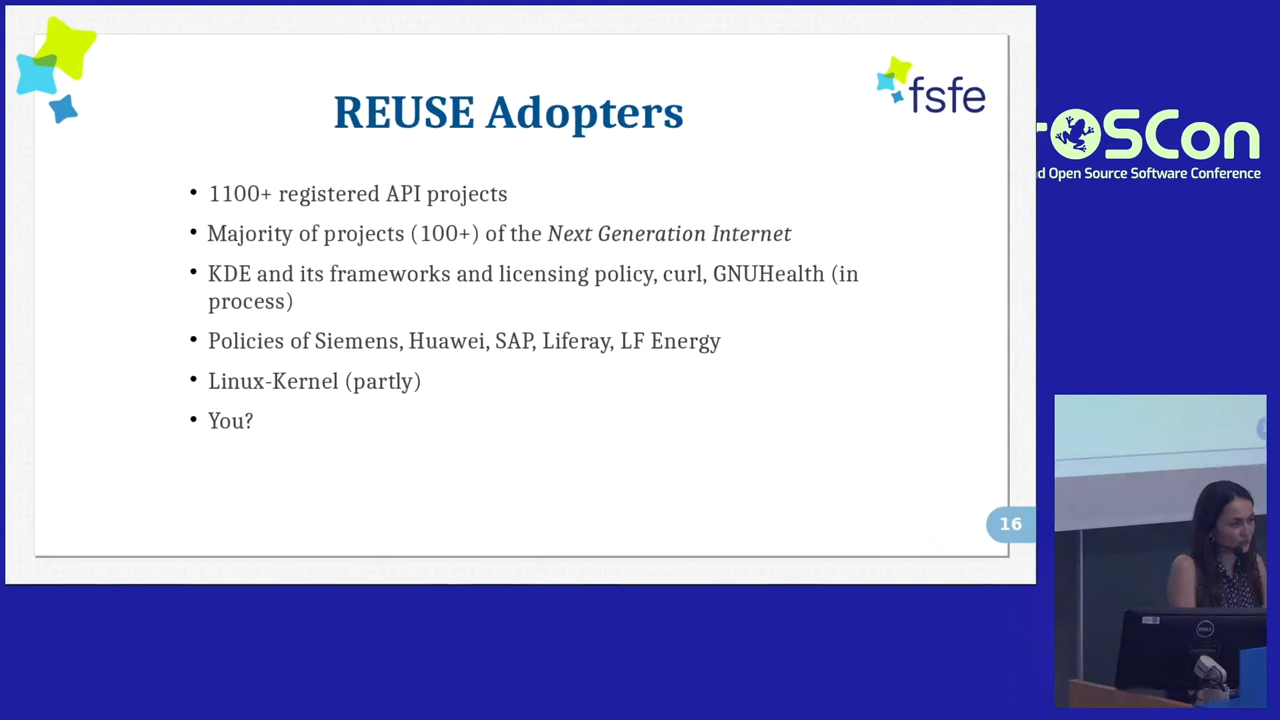 REUSE Adopters
fsfe
1100+ registered API projects
Majority of projects (100+) of the Next Generation Internet
KDE and its frameworks and licensing policy, curl, GNUHealth (in
process)
Policies of Siemens, Huawei, SAP, Liferay, LF Energy
Linux-Kernel (partly)
You?
16
rOSCon
d Open Source Software Conference
DELL